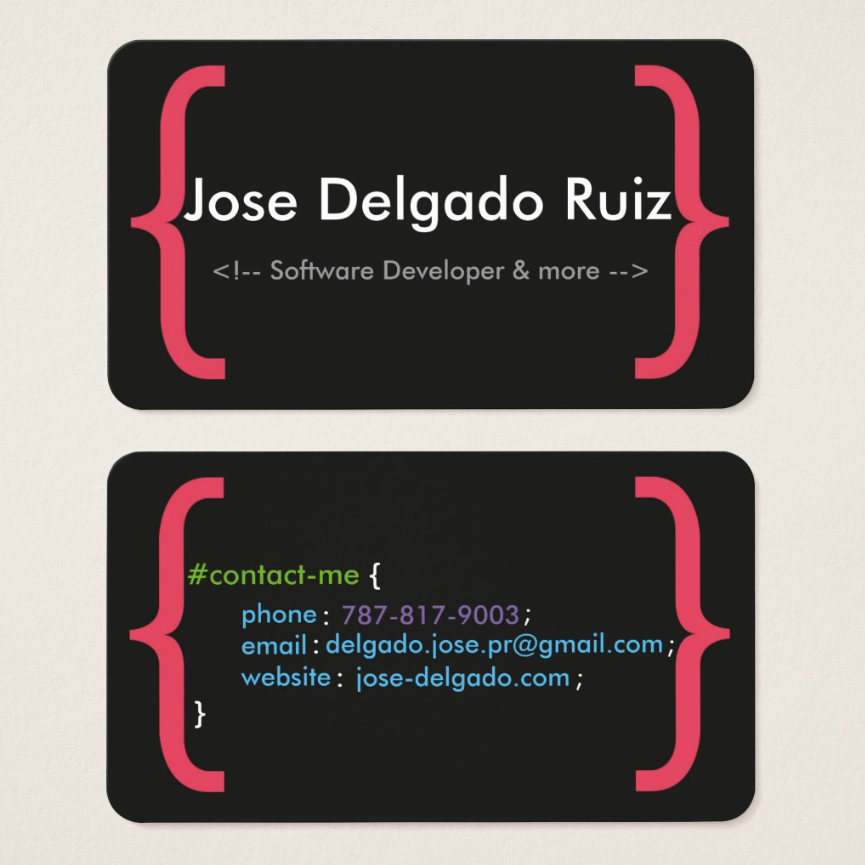 Jose Delgado Ruiz
<!-- Software Developer & more -->
#contact-me {
phone : 787-817-9003 ;
email : delgado.jose.pr@gmail.com ;
website : jose-delgado.com ;
}